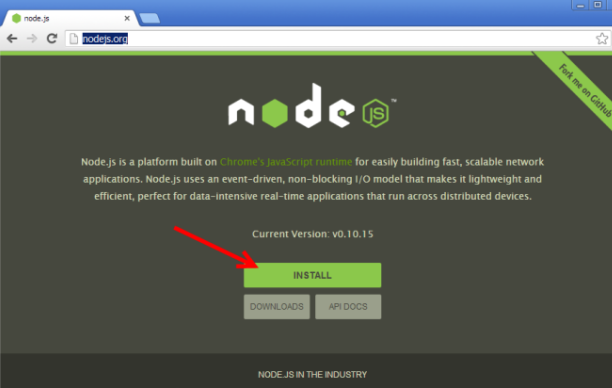 node.js
nodejs.org
Fork me on GitHub
node JS ™
Node.js is a platform built on Chrome's JavaScript runtime for easily building fast, scalable network
applications. Node.js uses an event-driven, non-blocking I/O model that makes it lightweight and
efficient, perfect for data-intensive real-time applications that run across distributed devices.
Current Version: v0.10.15
INSTALL
DOWNLOADS API DOCS
NODE.JS IN THE INDUSTRY